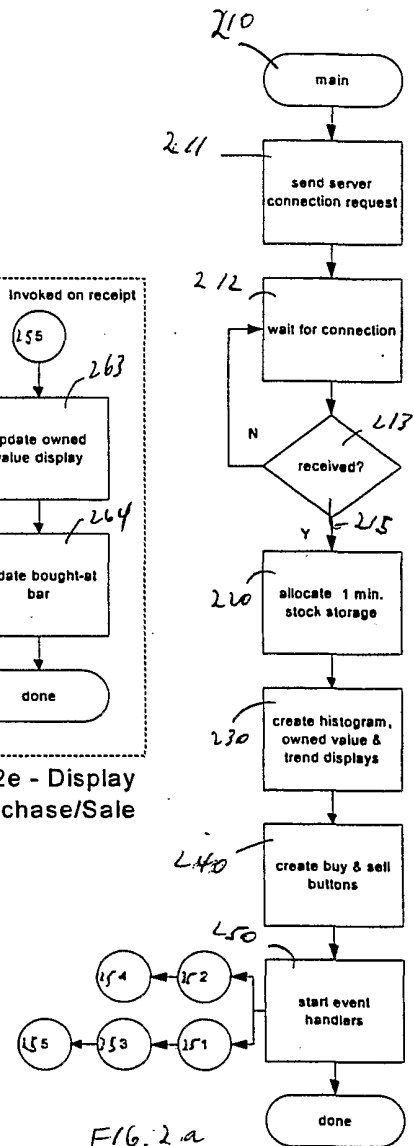 210
main
211
send server
connection request
212
wait for connection
213
N
received?
Y
215
220
allocate 1 min.
stock storage
230
create histogram,
owned value &
trend displays
240
create buy & sell
buttons
250
start event
handlers
254
252
255
253
251
done
FIG. 2 a
Invoked on receipt
255
263
update owned
value display
264
date bought-at
bar
done
2e - Display
chase/Sale